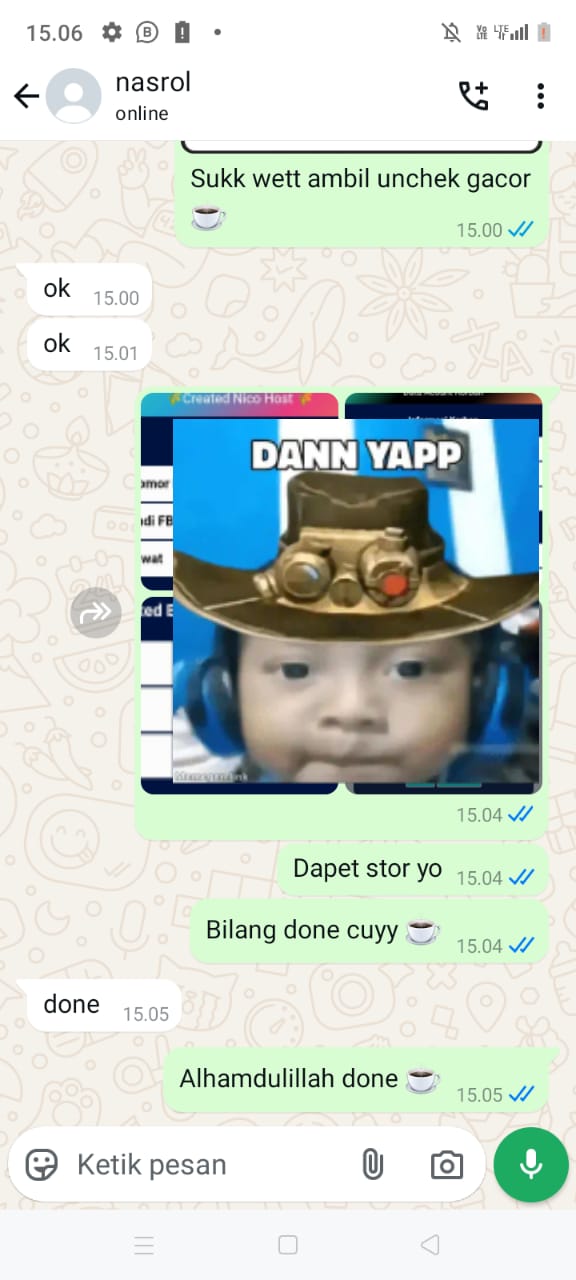 15.06
nasrol
online
Sukk wett ambil unchek gacor
☕
15.00
ok 15.00
ok 15.01
Created Nico Host
omor
di FB
wat
ed E
DANN YAPP
15.04
Dapet stor yo 15.04
Bilang done cuyy ☕ 15.04
done 15.05
Alhamdulillah done ☕ 15.05
Ketik pesan